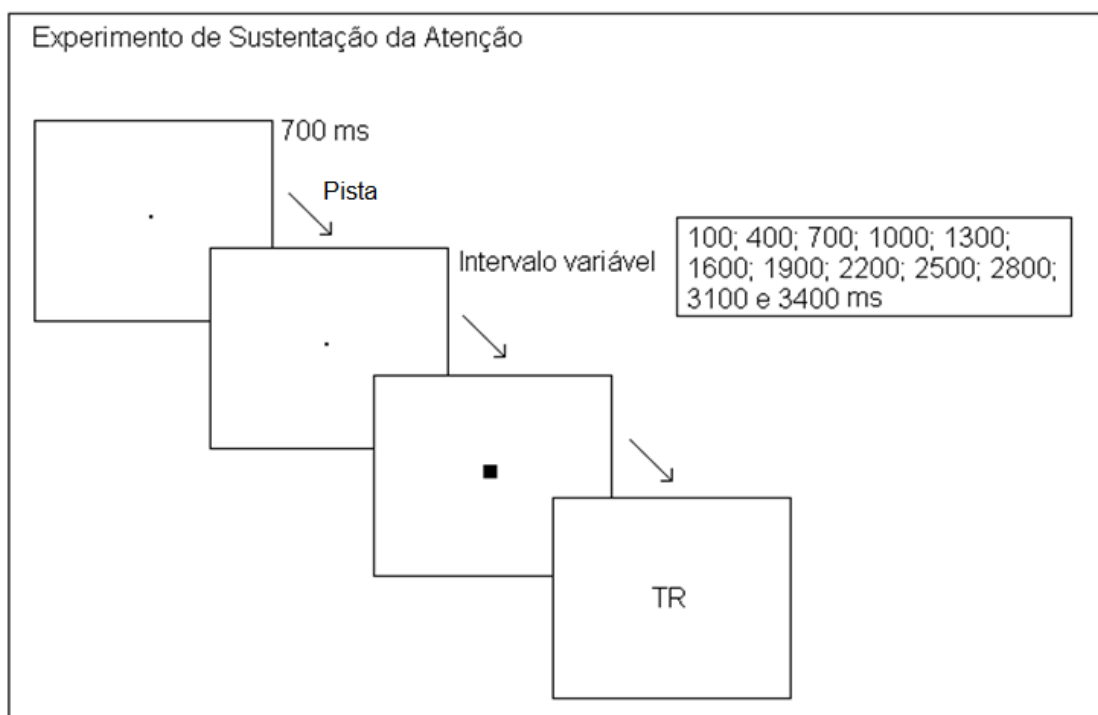 Experimento de Sustentação da Atenção
700 ms
Pista
Intervalo variável
100; 400; 700; 1000; 1300;
1600; 1900; 2200; 2500; 2800;
3100 e 3400 ms
TR